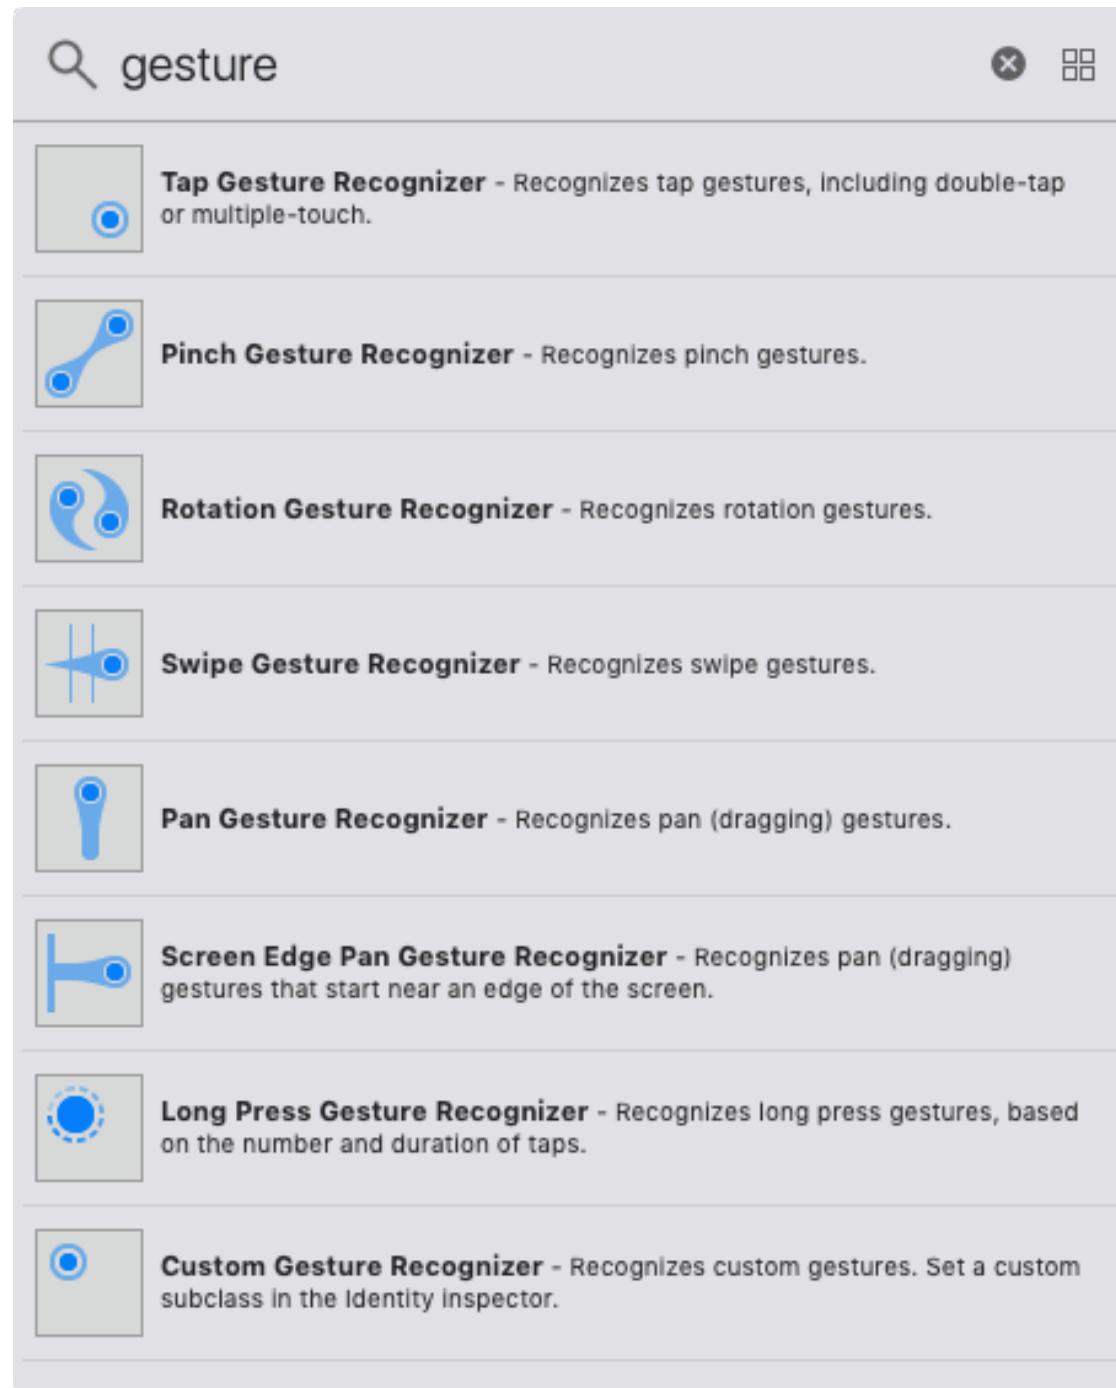 gesture
Tap Gesture Recognizer - Recognizes tap gestures, including double-tap
or multiple-touch.
Pinch Gesture Recognizer - Recognizes pinch gestures.
Rotation Gesture Recognizer - Recognizes rotation gestures.
Swipe Gesture Recognizer - Recognizes swipe gestures.
Pan Gesture Recognizer - Recognizes pan (dragging) gestures.
Screen Edge Pan Gesture Recognizer - Recognizes pan (dragging)
gestures that start near an edge of the screen.
Long Press Gesture Recognizer - Recognizes long press gestures, based
on the number and duration of taps.
Custom Gesture Recognizer - Recognizes custom gestures. Set a custom
subclass in the Identity inspector.